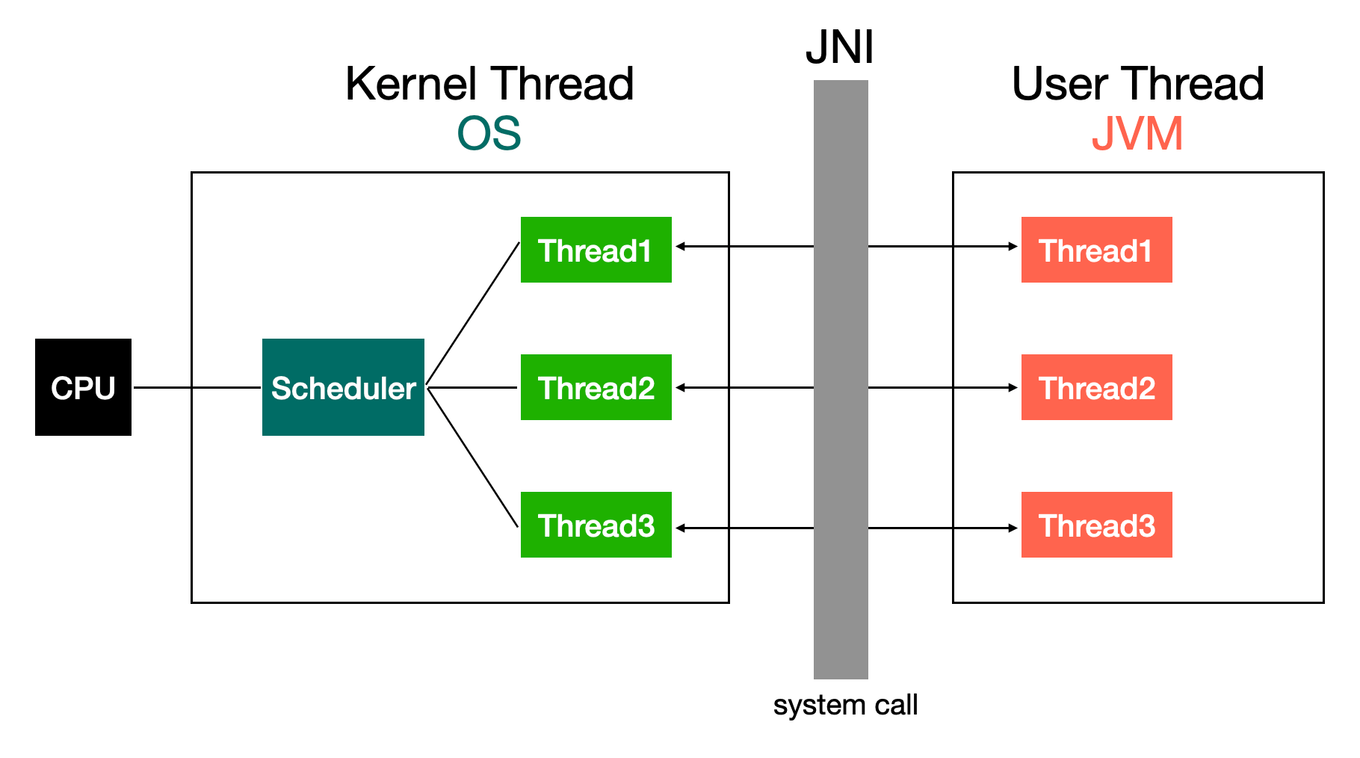 JNI
Kernel Thread
OS
User Thread
JVM
Thread1
Thread1
CPU
Scheduler
Thread2
Thread2
Thread3
Thread3
system call